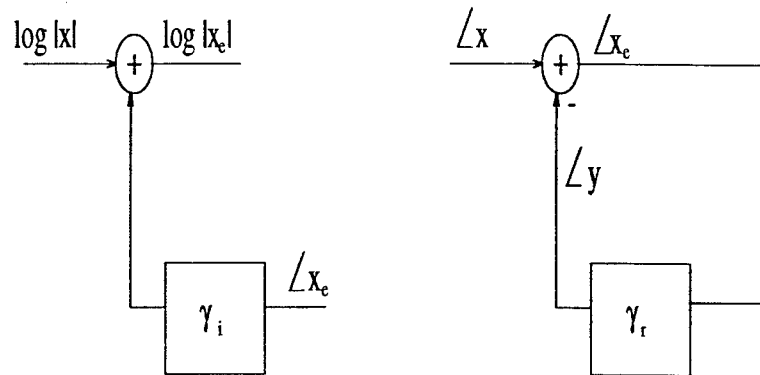 log |x| + log |xₑ|
∠x + ∠xₑ
-
∠y
γᵢ ∠xₑ
γᵣ